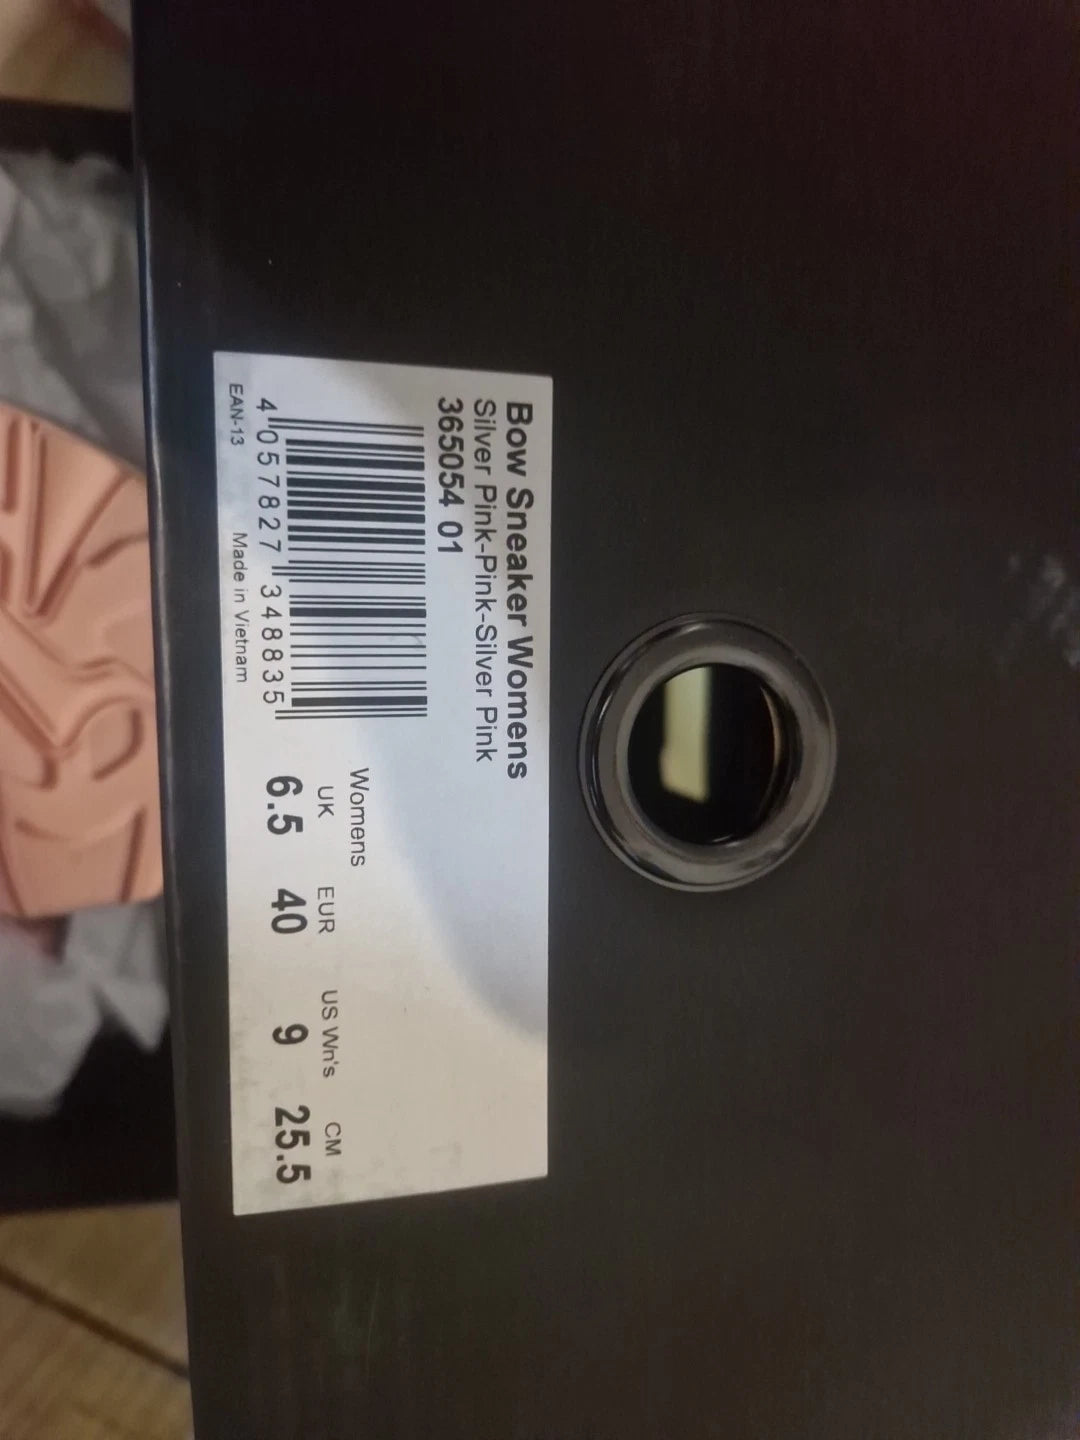 Bow Sneaker Womens
Silver Pink-Pink-Silver Pink
365054 01
4 057827 348835
EAN-13 Made in Vietnam
Womens
UK EUR US Wn's CM
6.5 40 9 25.5